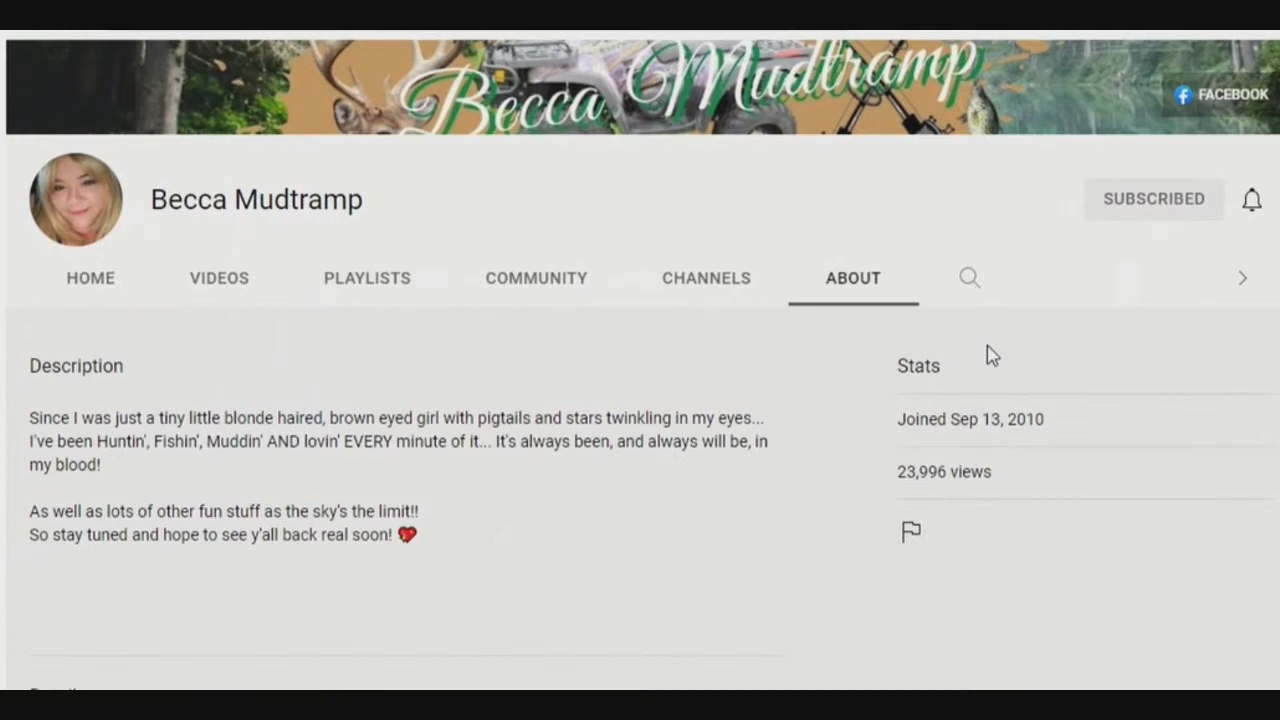 Becca Mudtramp
FACEBOOK
Becca Mudtramp
SUBSCRIBED
HOME VIDEOS PLAYLISTS COMMUNITY CHANNELS ABOUT
Description
Since I was just a tiny little blonde haired, brown eyed girl with pigtails and stars twinkling in my eyes...
I've been Huntin', Fishin', Muddin' AND lovin' EVERY minute of it... It's always been, and always will be, in
my blood!
As well as lots of other fun stuff as the sky's the limit!!
So stay tuned and hope to see y'all back real soon! 💖
Stats
Joined Sep 13, 2010
23,996 views